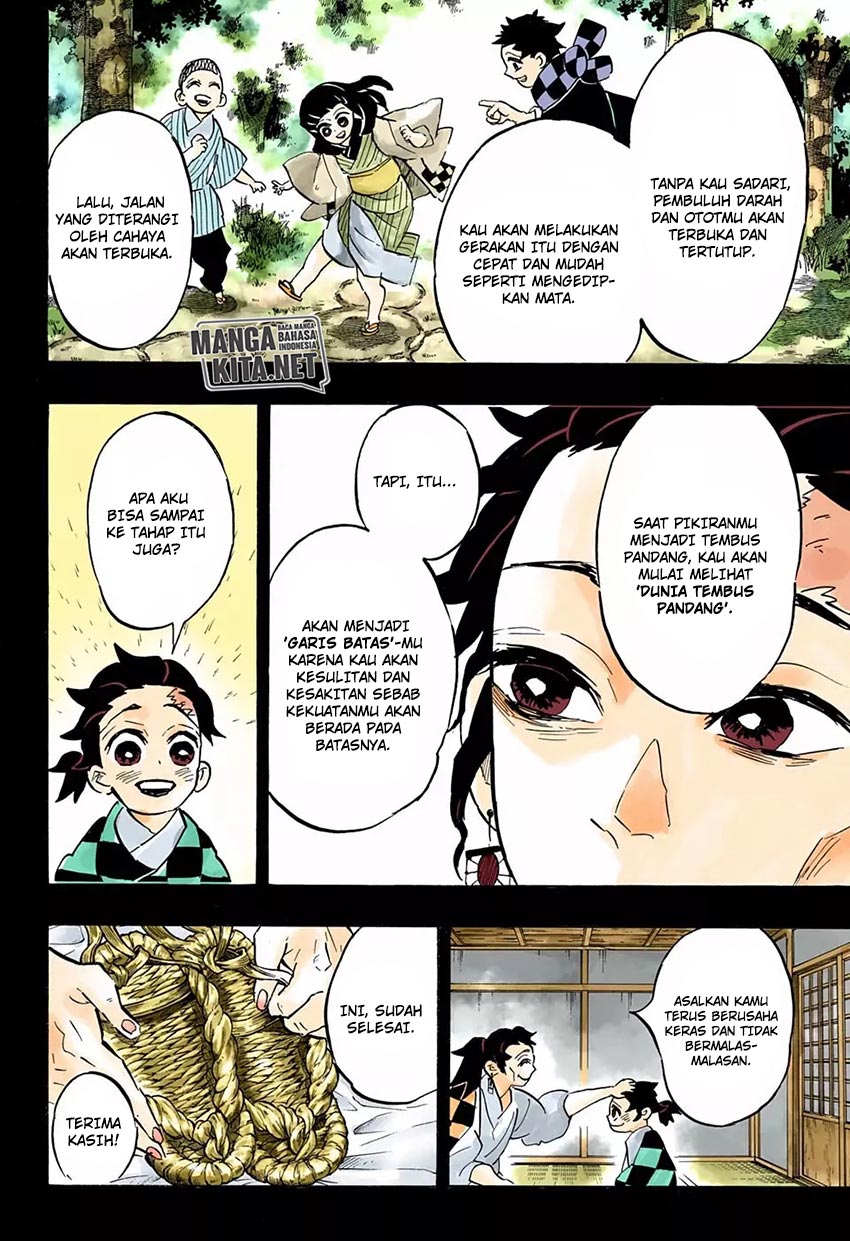 TANPA KAU SADARI,
PEMBULUH DARAH
DAN OTOTMU AKAN
TERBUKA DAN
TERTUTUP.
KAU AKAN MELAKUKAN
GERAKAN ITU DENGAN
CEPAT DAN MUDAH
SEPERTI MENGEDIP-
KAN MATA.
LALU, JALAN
YANG DITERANGI
OLEH CAHAYA
AKAN TERBUKA.
MANGA
BACA MANGA
BAHASA
INDONESIA
KITA.NET
SAAT PIKIRANMU
MENJADI TEMBUS
PANDANG, KAU AKAN
MULAI MELIHAT
'DUNIA TEMBUS
PANDANG'.
TAPI, ITU...
AKAN MENJADI
'GARIS BATAS'-MU
KARENA KAU AKAN
KESULITAN DAN
KESAKITAN SEBAB
KEKUATANMU AKAN
BERADA PADA
BATASNYA.
APA AKU
BISA SAMPAI
KE TAHAP ITU
JUGA?
ASALKAN KAMU
TERUS BERUSAHA
KERAS DAN TIDAK
BERMALAS-
MALASAN.
INI, SUDAH
SELESAI.
TERIMA
KASIH!